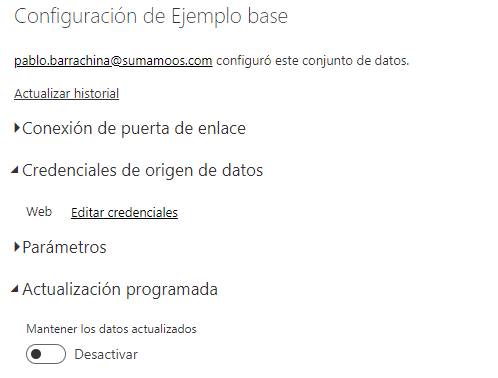 Configuración de Ejemplo base
pablo.barrachina@sumamoos.com configuró este conjunto de datos.
Actualizar historial
Conexión de puerta de enlace
Credenciales de origen de datos
Web Editar credenciales
Parámetros
Actualización programada
Mantener los datos actualizados
Desactivar